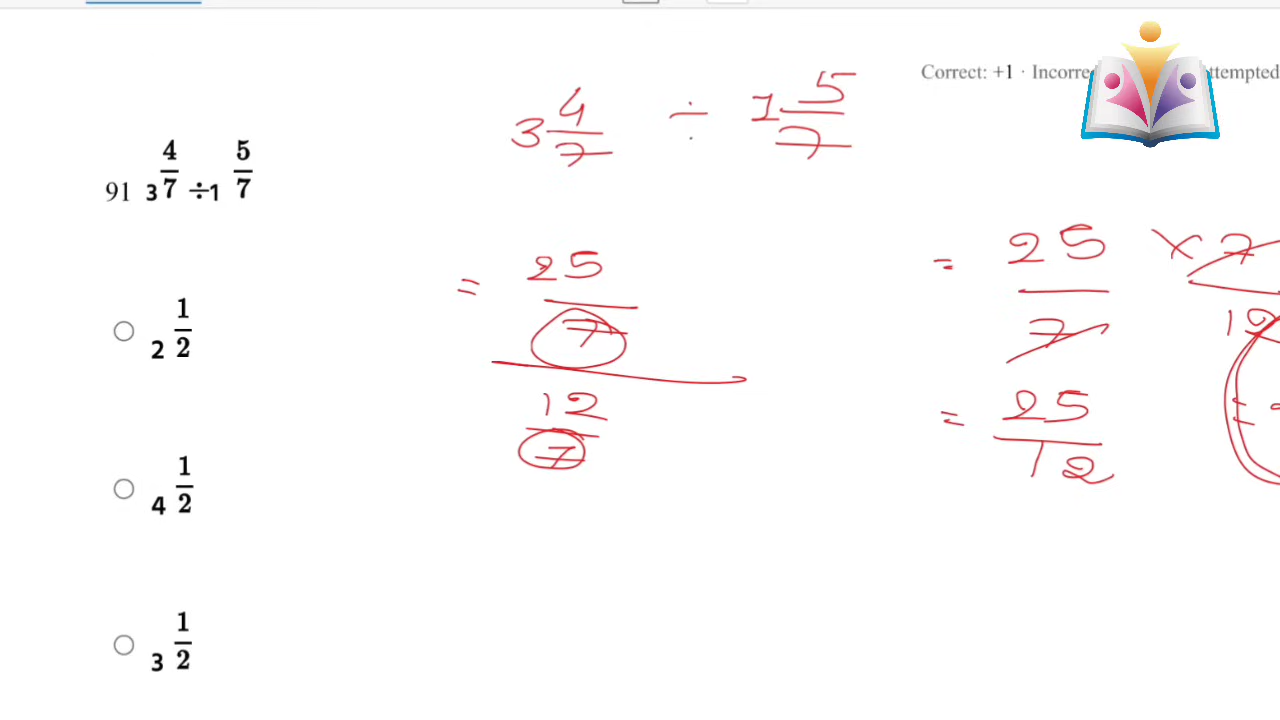 Correct: +1 · Incorre ttempted
3 4/7 ÷ 1 5/7
91 3 4/7 ÷1 5/7
= 25/7
12/7
= 25/7 × 7/12
= 25/12
2 1/2
4 1/2
3 1/2